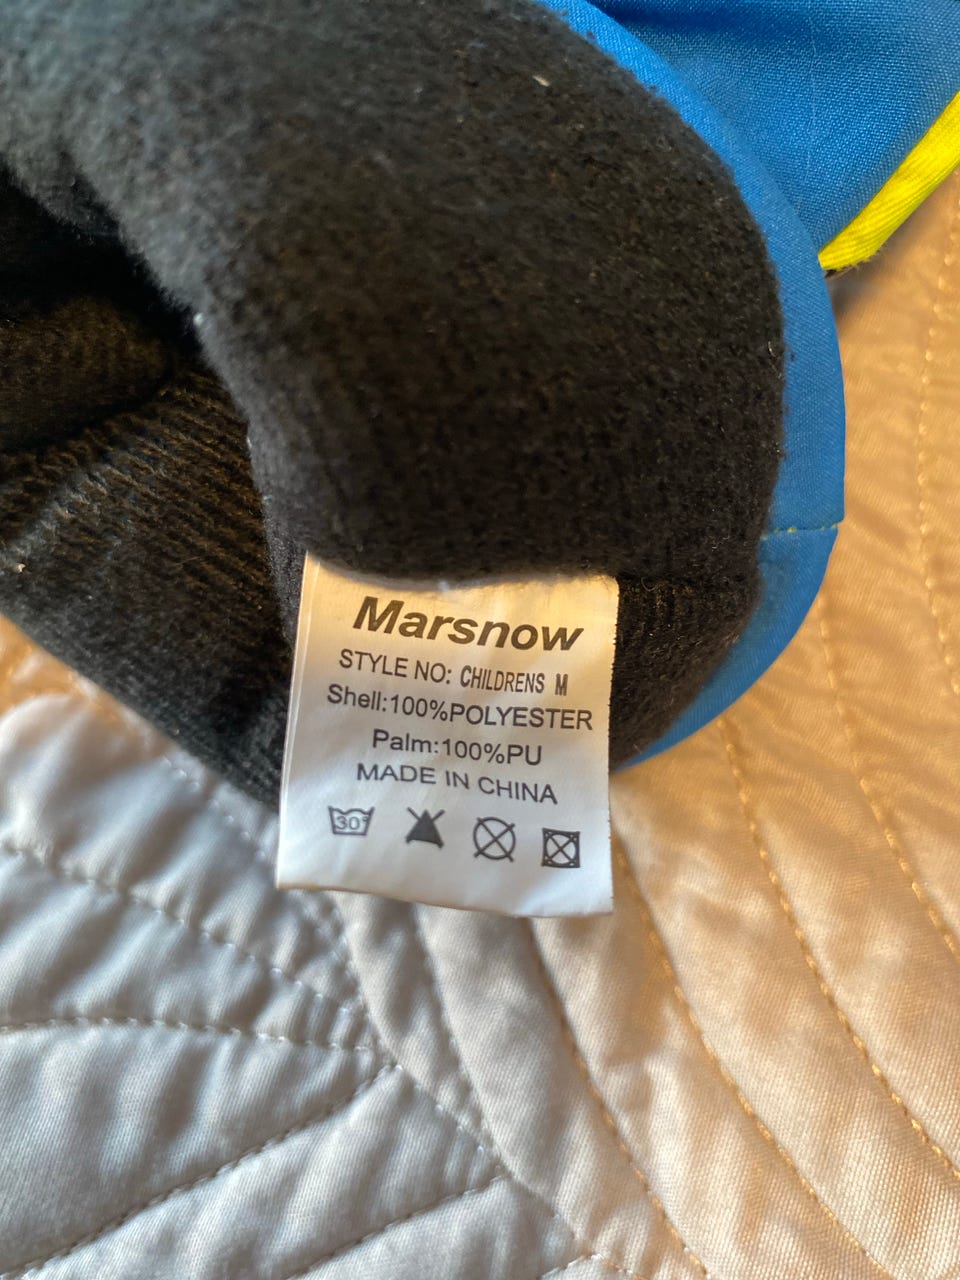 Marsnow
STYLE NO: CHILDRENS M
Shell:100%POLYESTER
Palm:100%PU
MADE IN CHINA
30°